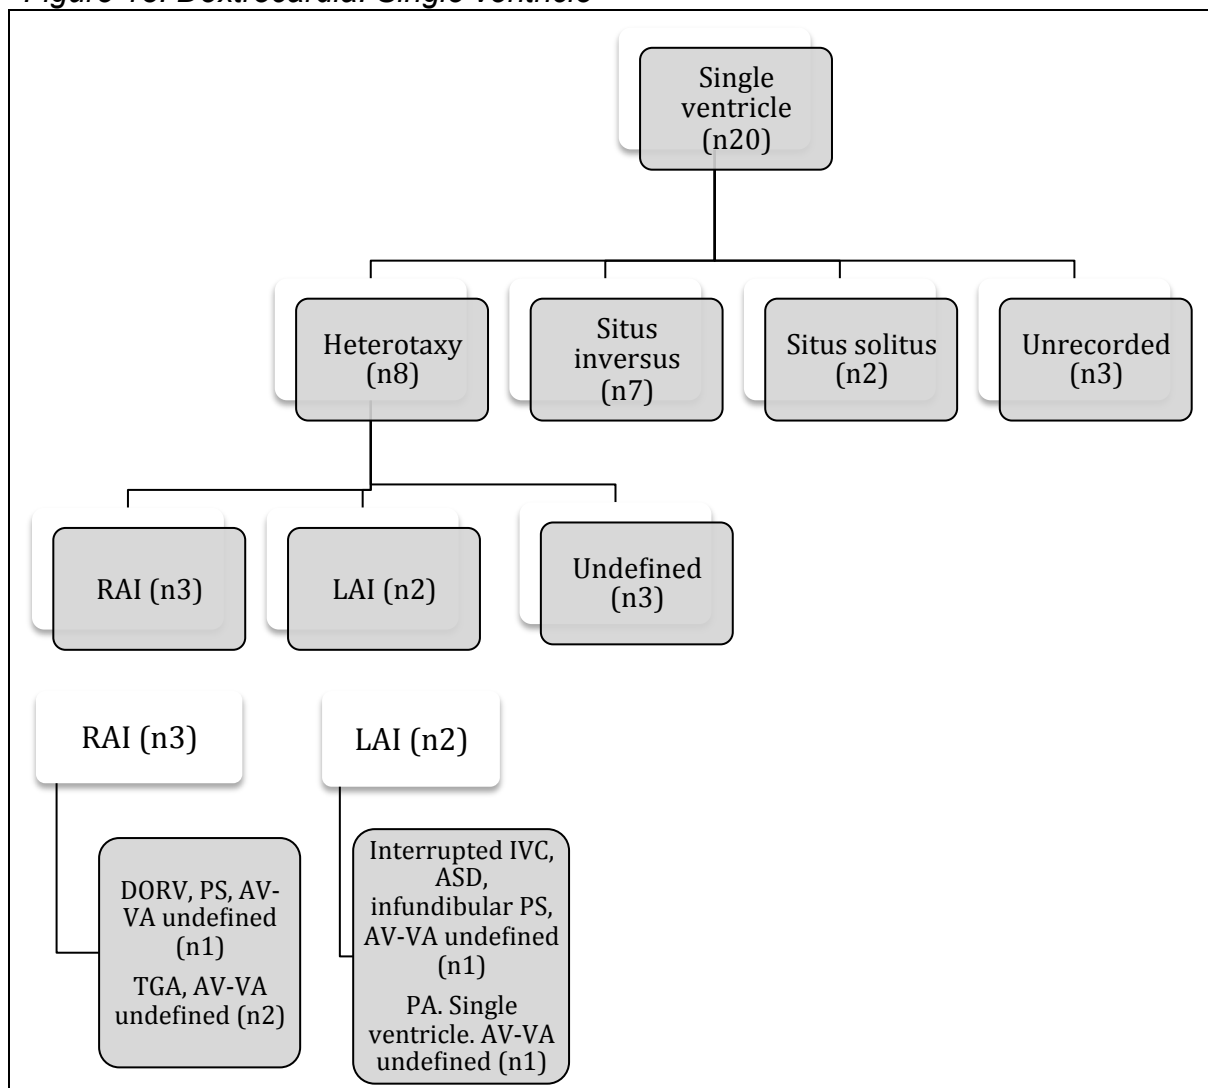 Figure 18. Dextrocardia: Single ventricle
Single
ventricle
(n20)
Heterotaxy
(n8)
Situs
inversus
(n7)
Situs solitus
(n2)
Unrecorded
(n3)
RAI (n3)
LAI (n2)
Undefined
(n3)
RAI (n3)
LAI (n2)
DORV, PS, AV-
VA undefined
(n1)
TGA, AV-VA
undefined (n2)
Interrupted IVC,
ASD,
infundibular PS,
AV-VA undefined
(n1)
PA. Single
ventricle. AV-VA
undefined (n1)